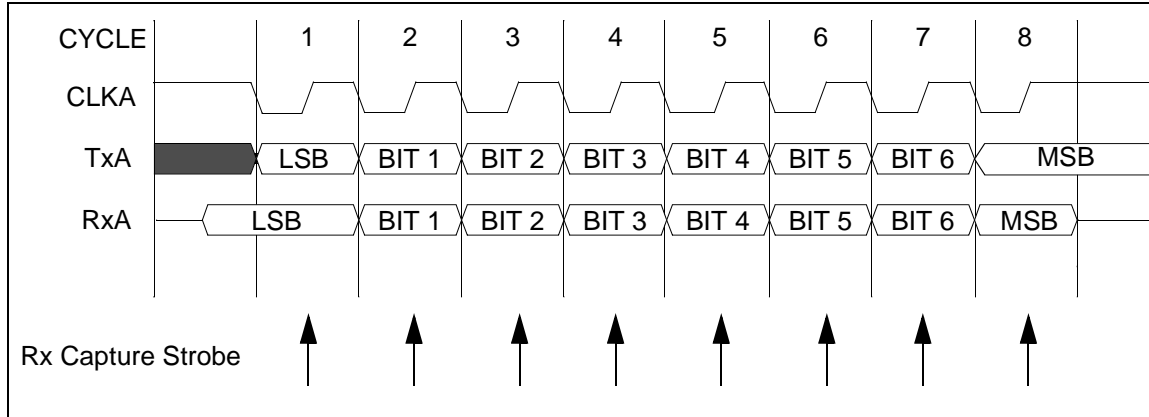 CYCLE 1 2 3 4 5 6 7 8
CLKA
TxA LSB BIT 1 BIT 2 BIT 3 BIT 4 BIT 5 BIT 6 MSB
RxA LSB BIT 1 BIT 2 BIT 3 BIT 4 BIT 5 BIT 6 MSB
Rx Capture Strobe